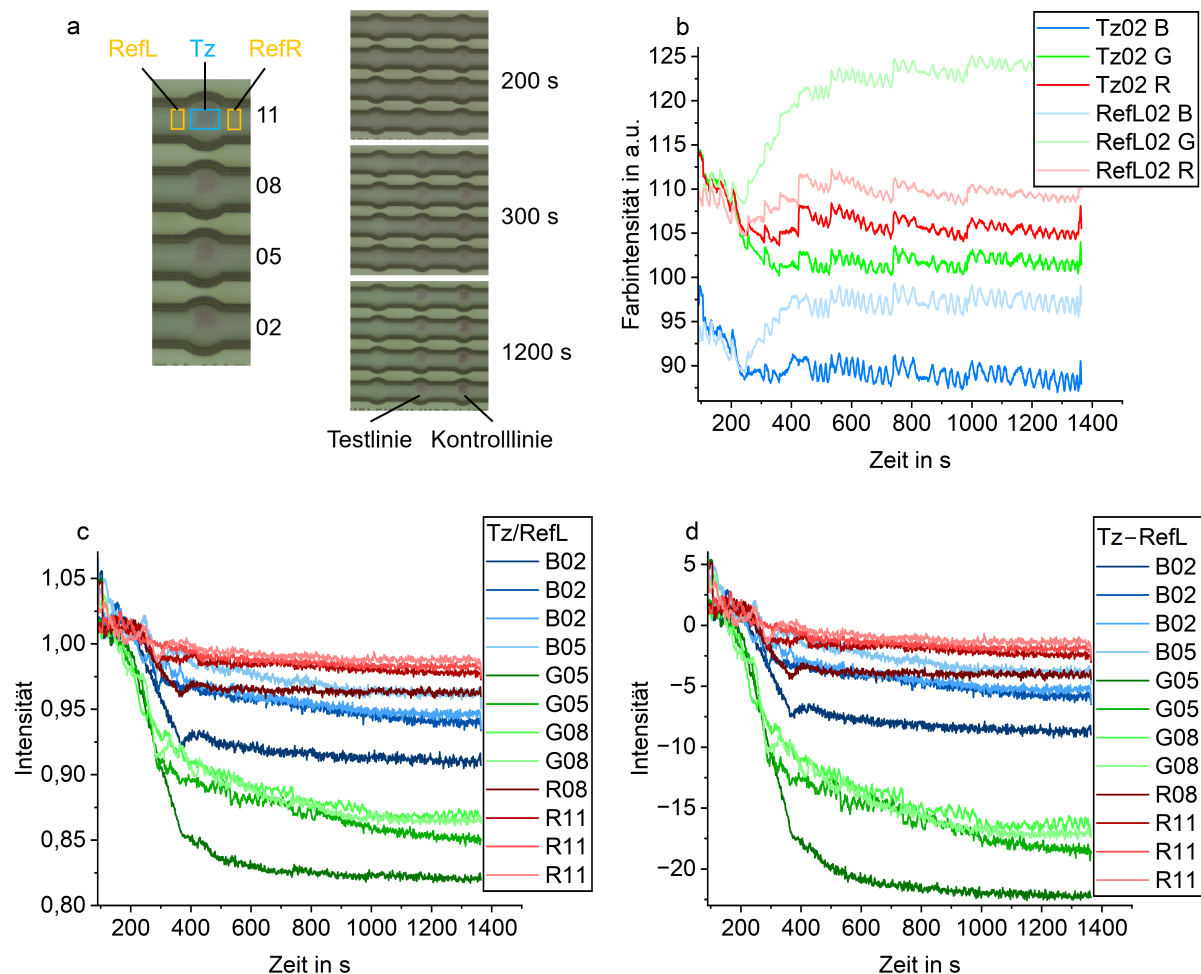 a
RefL Tz RefR
11
08
05
02
200 s
300 s
1200 s
Testlinie Kontrolllinie
b
Farbintensität in a.u.
125
120
115
110
105
100
95
90
200 400 600 800 1000 1200 1400
Zeit in s
Tz02 B
Tz02 G
Tz02 R
RefL02 B
RefL02 G
RefL02 R
c
Intensität
1,05
1,00
0,95
0,90
0,85
0,80
200 400 600 800 1000 1200 1400
Zeit in s
Tz/RefL
B02
B02
B02
B05
G05
G05
G08
G08
R08
R11
R11
R11
d
Intensität
5
0
−5
−10
−15
−20
200 400 600 800 1000 1200 1400
Zeit in s
Tz−RefL
B02
B02
B02
B05
G05
G05
G08
G08
R08
R11
R11
R11